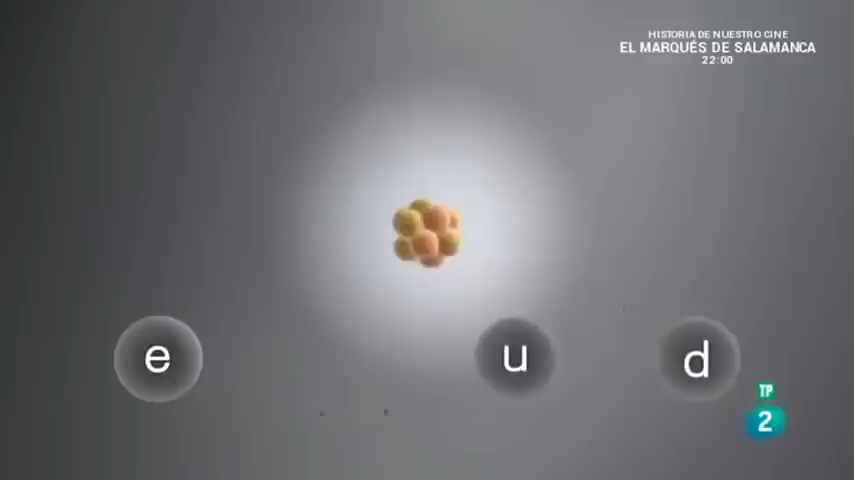 HISTORIA DE NUESTRO CINE
EL MARQUÉS DE SALAMANCA
22:00
e
u
d
TP
2